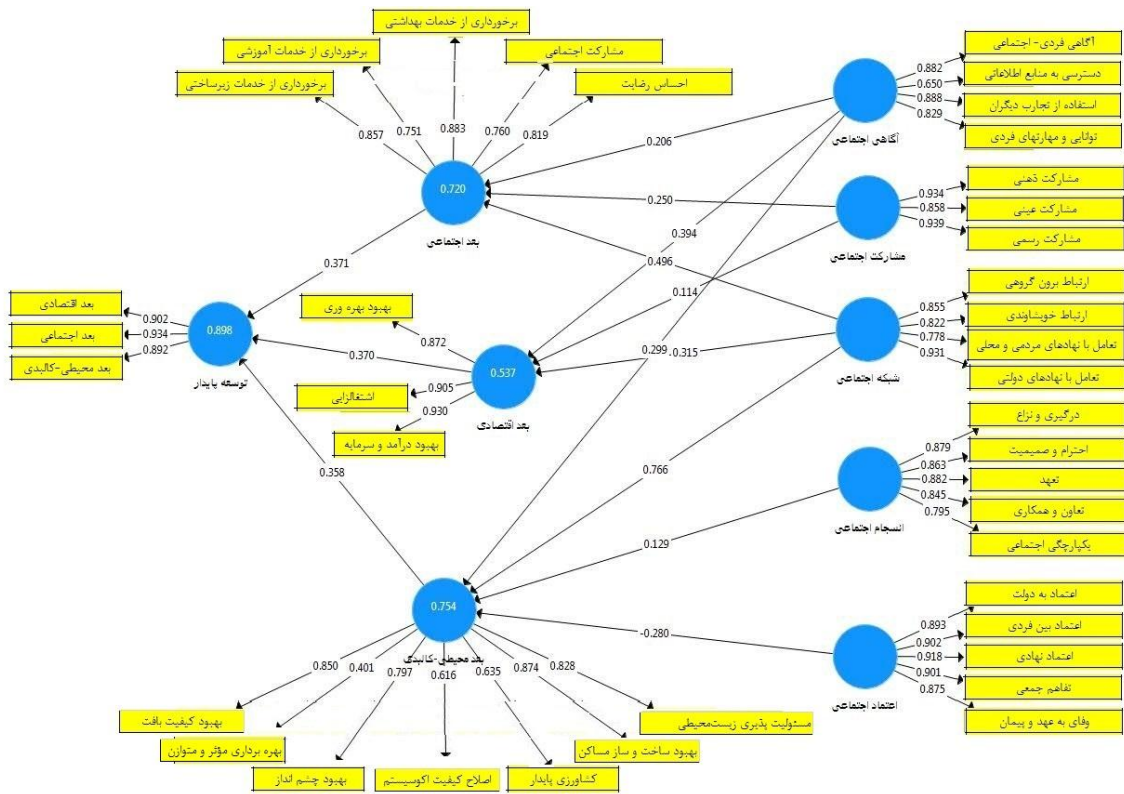 برخورداری از خدمات بهداشتی
برخورداری از خدمات آموزشی
مشارکت اجتماعی
برخورداری از خدمات زیرساختی
احساس رضایت
0.857
0.751
0.883
0.760
0.819
0.720
بعد اجتماعی
آگاهی فردی- اجتماعی
دسترسی به منابع اطلاعاتی
استفاده از تجارب دیگران
توانایی و مهارتهای فردی
0.882
0.650
0.888
0.829
آگاهی اجتماعی
0.206
مشارکت ذهنی
مشارکت عینی
مشارکت رسمی
0.934
0.858
0.939
مشارکت اجتماعی
0.250
0.394
0.496
0.114
0.371
ارتباط برون گروهی
ارتباط خویشاوندی
تعامل با نهادهای مردمی و محلی
تعامل با نهادهای دولتی
0.855
0.822
0.778
0.931
شبکه اجتماعی
0.299
0.315
بعد اقتصادی
بعد اجتماعی
بعد محیطی-کالبدی
0.902
0.934
0.892
0.898
توسعه پایدار
0.370
بهبود بهره وری
اشتغالزایی
بهبود درآمد و سرمایه
0.872
0.905
0.930
0.537
بعد اقتصادی
0.358
0.766
درگیری و نزاع
احترام و صمیمیت
تعهد
تعاون و همکاری
یکپارچگی اجتماعی
0.879
0.863
0.882
0.845
0.795
انسجام اجتماعی
0.129
اعتماد به دولت
اعتماد بین فردی
اعتماد نهادی
تفاهم جمعی
وفای به عهد و پیمان
0.893
0.902
0.918
0.901
0.875
اعتماد اجتماعی
-0.280
0.754
بعد محیطی-کالبدی
0.850
0.401
0.797
0.616
0.635
0.874
0.828
بهبود کیفیت بافت
بهره برداری مؤثر و متوازن
بهبود چشم انداز
اصلاح کیفیت اکوسیستم
کشاورزی پایدار
بهبود ساخت و ساز مساکن
مسئولیت پذیری زیست‌محیطی